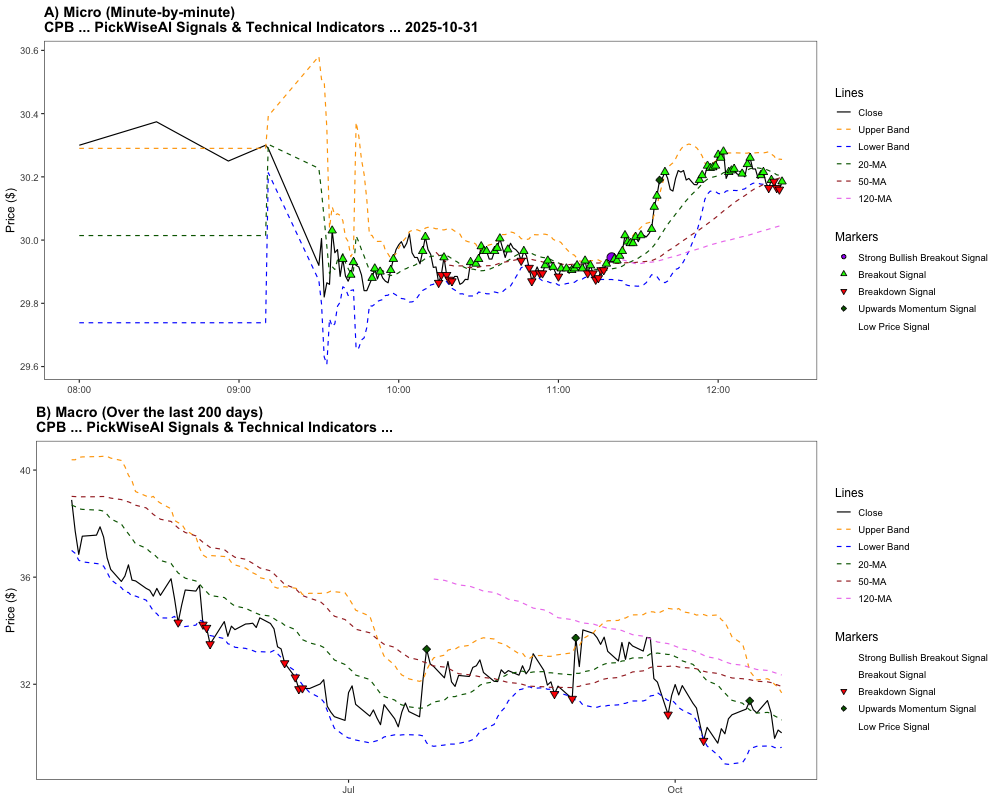 A) Micro (Minute-by-minute)
CPB ... PickWiseAI Signals & Technical Indicators ... 2025-10-31
Price ($)
30.6
30.4
30.2
30.0
29.8
29.6
08:00
09:00
10:00
11:00
12:00
Lines
Close
Upper Band
Lower Band
20-MA
50-MA
120-MA
Markers
Strong Bullish Breakout Signal
Breakout Signal
Breakdown Signal
Upwards Momentum Signal
Low Price Signal
B) Macro (Over the last 200 days)
CPB ... PickWiseAI Signals & Technical Indicators ...
Price ($)
40
36
32
Jul
Oct
Lines
Close
Upper Band
Lower Band
20-MA
50-MA
120-MA
Markers
Strong Bullish Breakout Signal
Breakout Signal
Breakdown Signal
Upwards Momentum Signal
Low Price Signal